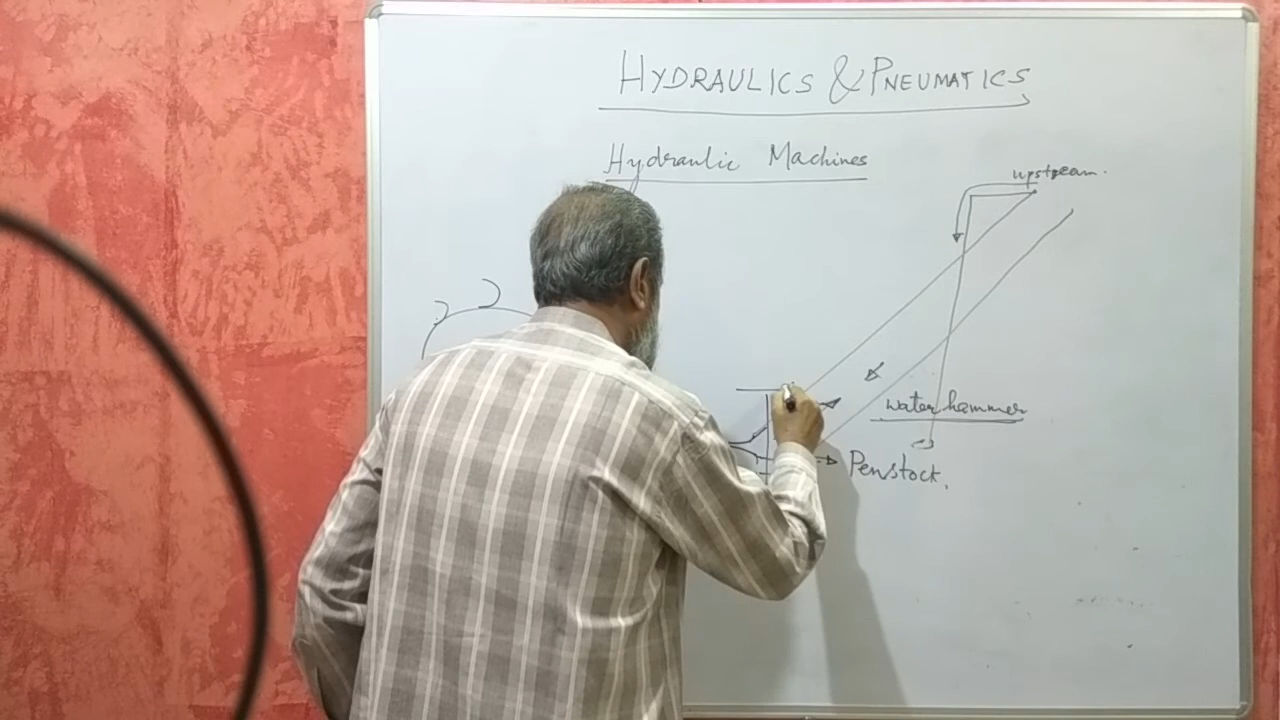 HYDRAULICS & PNEUMATICS
Hydraulic Machines
upstream.
water hammer
Penstock.